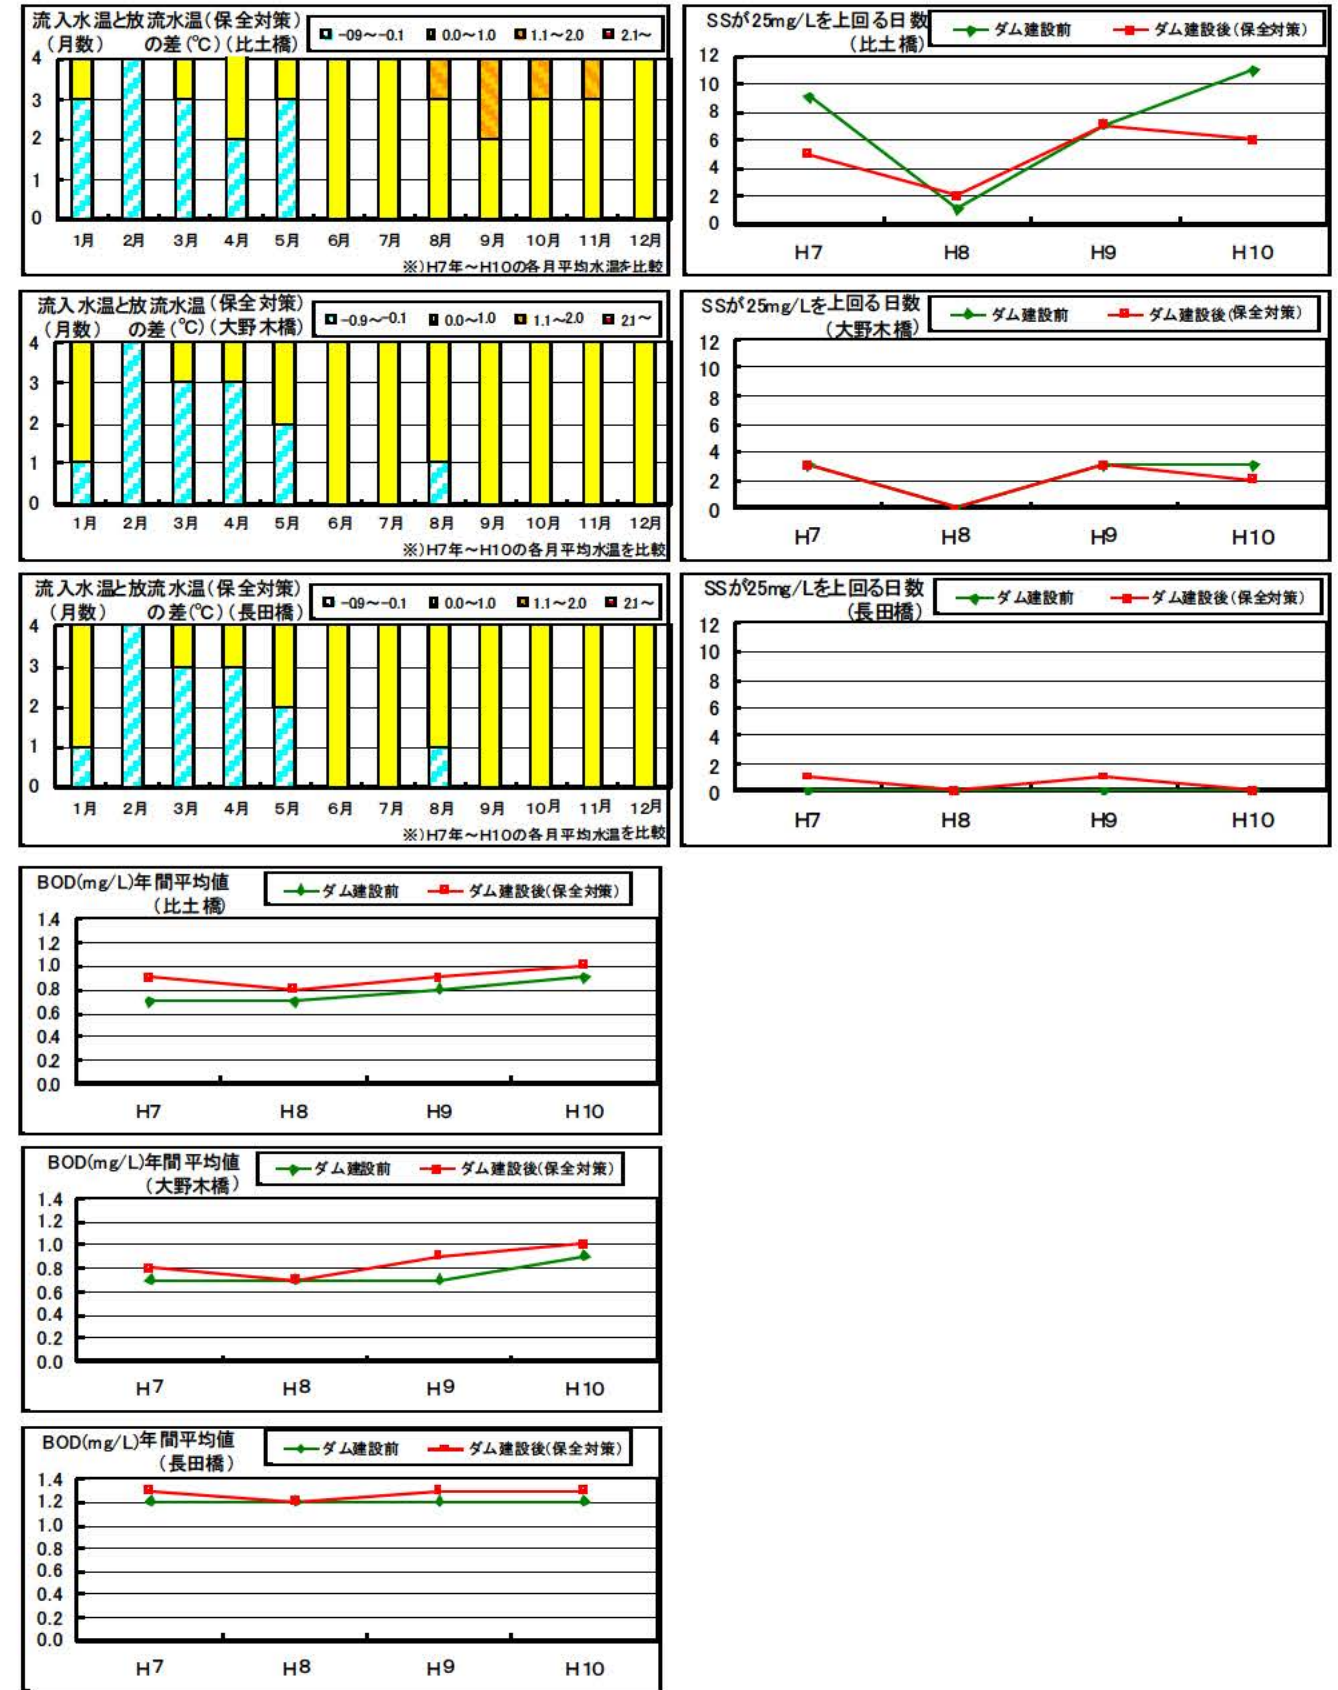 流入水温と放流水温(保全対策)
(月数) の差(℃)(比土橋)
-0.9～-0.1 0.0～1.0 1.1～2.0 2.1～
4
3
2
1
0
1月 2月 3月 4月 5月 6月 7月 8月 9月 10月 11月 12月
※)H7年～H10の各月平均水温を比較
SSが25mg/Lを上回る日数
(比土橋)
ダム建設前 ダム建設後(保全対策)
12
10
8
6
4
2
0
H7 H8 H9 H10
流入水温と放流水温(保全対策)
(月数) の差(℃)(大野木橋)
-0.9～-0.1 0.0～1.0 1.1～2.0 2.1～
4
3
2
1
0
1月 2月 3月 4月 5月 6月 7月 8月 9月 10月 11月 12月
※)H7年～H10の各月平均水温を比較
SSが25mg/Lを上回る日数
(大野木橋)
ダム建設前 ダム建設後(保全対策)
12
10
8
6
4
2
0
H7 H8 H9 H10
流入水温と放流水温(保全対策)
(月数) の差(℃)(長田橋)
-0.9～-0.1 0.0～1.0 1.1～2.0 2.1～
4
3
2
1
0
1月 2月 3月 4月 5月 6月 7月 8月 9月 10月 11月 12月
※)H7年～H10の各月平均水温を比較
SSが25mg/Lを上回る日数
(長田橋)
ダム建設前 ダム建設後(保全対策)
12
10
8
6
4
2
0
H7 H8 H9 H10
BOD(mg/L)年間平均値
(比土橋)
ダム建設前 ダム建設後(保全対策)
1.4
1.2
1.0
0.8
0.6
0.4
0.2
0.0
H7 H8 H9 H10
BOD(mg/L)年間平均値
(大野木橋)
ダム建設前 ダム建設後(保全対策)
1.4
1.2
1.0
0.8
0.6
0.4
0.2
0.0
H7 H8 H9 H10
BOD(mg/L)年間平均値
(長田橋)
ダム建設前 ダム建設後(保全対策)
1.4
1.2
1.0
0.8
0.6
0.4
0.2
0.0
H7 H8 H9 H10